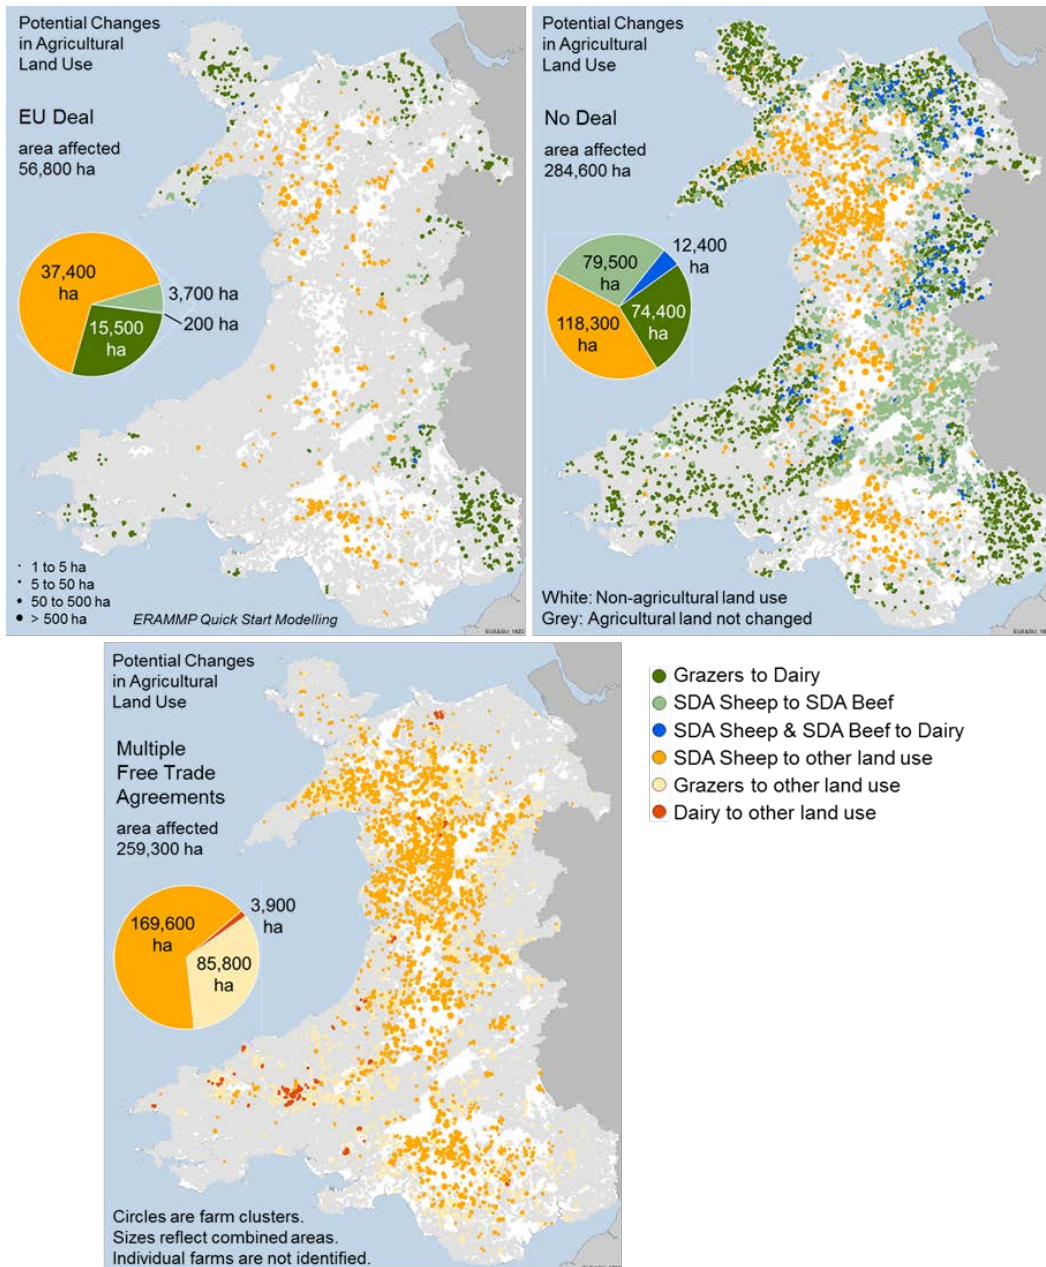 Potential Changes
in Agricultural
Land Use
EU Deal
area affected
56,800 ha
37,400
ha
3,700 ha
200 ha
15,500
ha
1 to 5 ha
5 to 50 ha
50 to 500 ha
> 500 ha
ERAMMP Quick Start Modelling
Potential Changes
in Agricultural
Land Use
No Deal
area affected
284,600 ha
12,400
ha
79,500
ha
74,400
ha
118,300
ha
White: Non-agricultural land use
Grey: Agricultural land not changed
Potential Changes
in Agricultural
Land Use
Multiple
Free Trade
Agreements
area affected
259,300 ha
3,900
ha
169,600
ha
85,800
ha
Circles are farm clusters.
Sizes reflect combined areas.
Individual farms are not identified.
Grazers to Dairy
SDA Sheep to SDA Beef
SDA Sheep & SDA Beef to Dairy
SDA Sheep to other land use
Grazers to other land use
Dairy to other land use